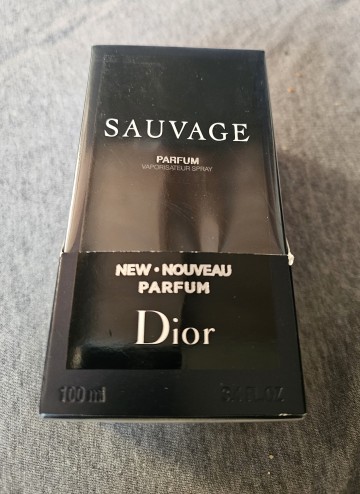 SAUVAGE
PARFUM
VAPORISATEUR SPRAY
NEW • NOUVEAU
PARFUM
Dior
100 ml